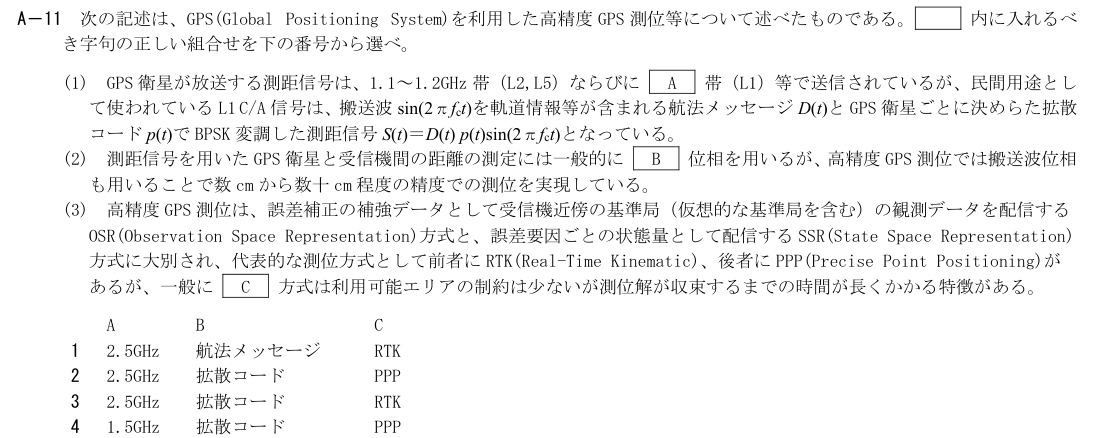 A－11 次の記述は、GPS(Global Positioning System)を利用した高精度 GPS 測位等について述べたものである。 内に入れるべ
き字句の正しい組合せを下の番号から選べ。
(1) GPS 衛星が放送する測距信号は、1.1～1.2GHz 帯（L2,L5）ならびに A 帯（L1）等で送信されているが、民間用途とし
て使われている L1C/A 信号は、搬送波 sin(2πfct)を軌道情報等が含まれる航法メッセージ D(t)と GPS 衛星ごとに決めらた拡散
コード p(t)で BPSK 変調した測距信号 S(t)＝D(t) p(t)sin(2πfct)となっている。
(2) 測距信号を用いた GPS 衛星と受信機間の距離の測定には一般的に B 位相を用いるが、高精度 GPS 測位では搬送波位相
も用いることで数 cm から数十 cm 程度の精度での測位を実現している。
(3) 高精度 GPS 測位は、誤差補正の補強データとして受信機近傍の基準局（仮想的な基準局を含む）の観測データを配信する
OSR(Observation Space Representation)方式と、誤差要因ごとの状態量として配信する SSR(State Space Representation)
方式に大別され、代表的な測位方式として前者に RTK(Real-Time Kinematic)、後者に PPP(Precise Point Positioning)が
あるが、一般に C 方式は利用可能エリアの制約は少ないが測位解が収束するまでの時間が長くかかる特徴がある。
A B C
1 2.5GHz 航法メッセージ RTK
2 2.5GHz 拡散コード PPP
3 2.5GHz 拡散コード RTK
4 1.5GHz 拡散コード PPP